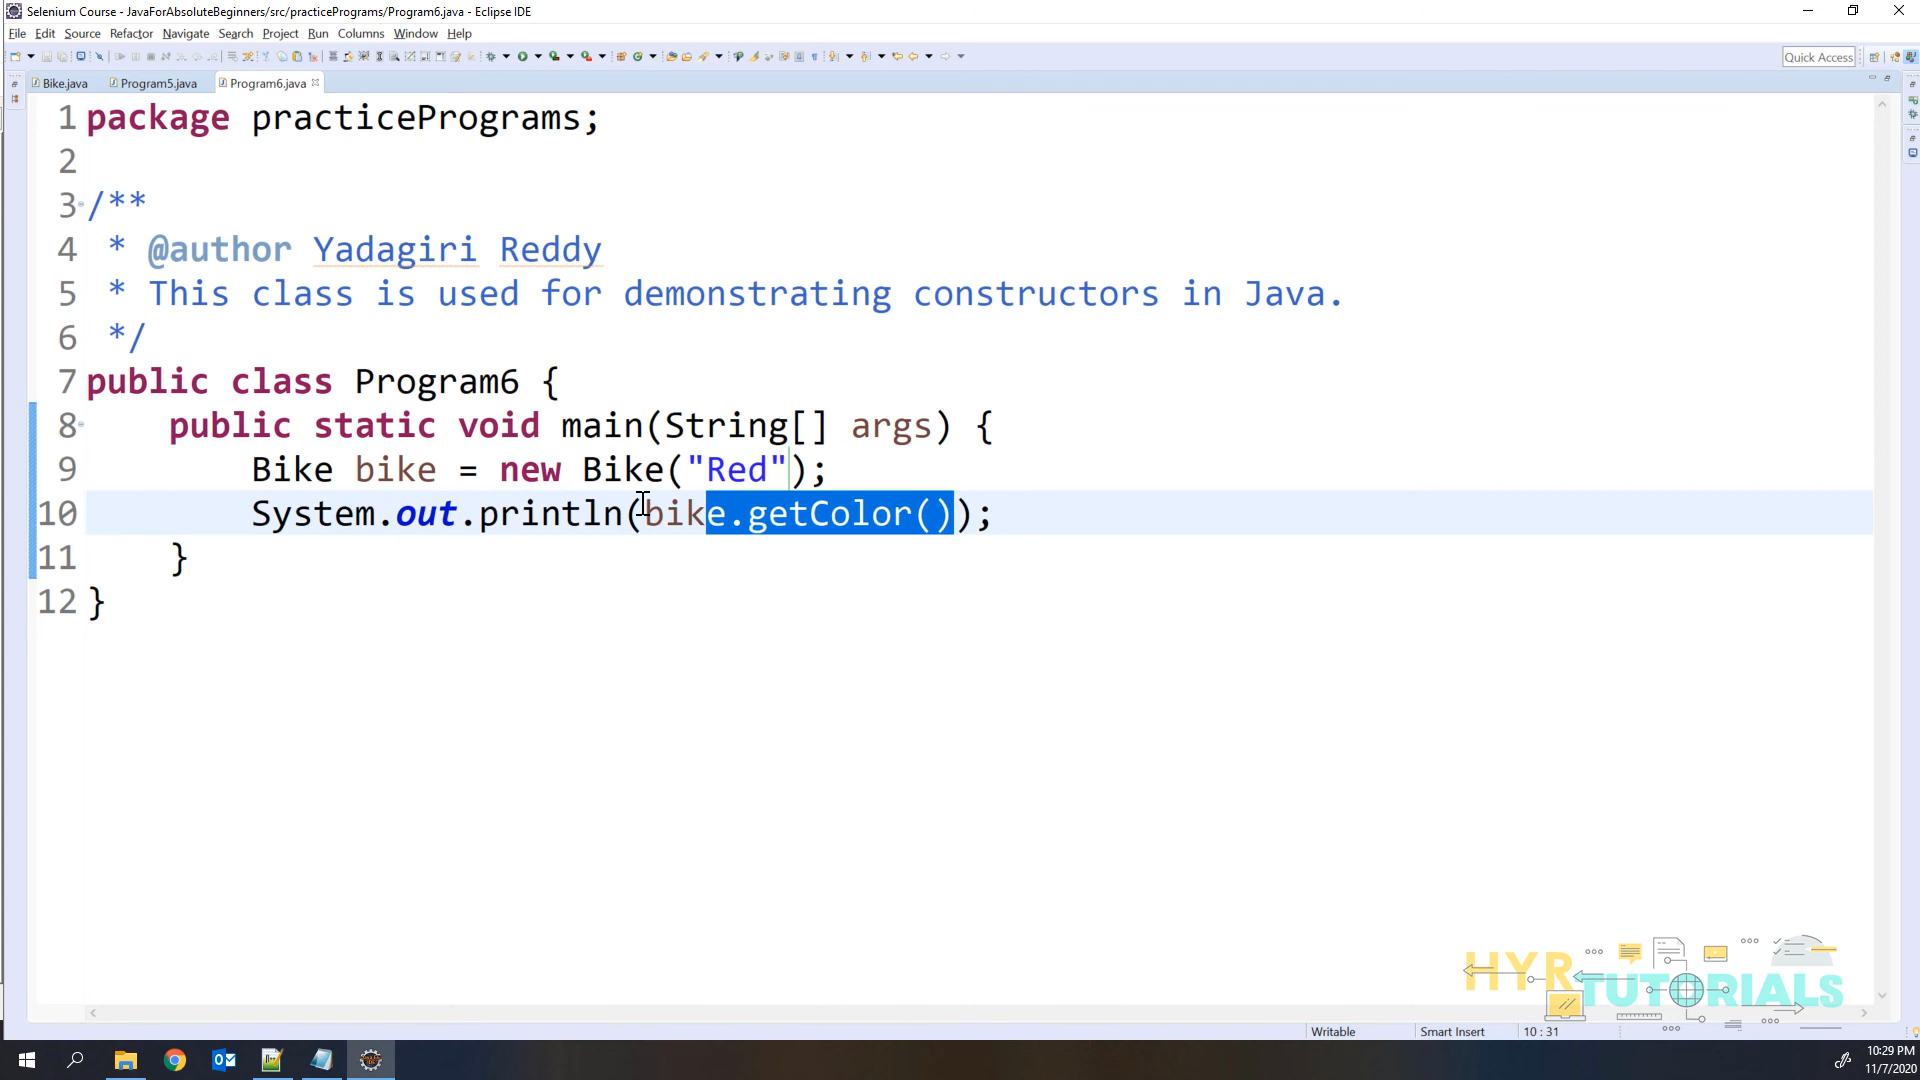 Selenium Course - JavaForAbsoluteBeginners/src/practicePrograms/Program6.java - Eclipse IDE
File Edit Source Refactor Navigate Search Project Run Columns Window Help
Quick Access
Bike.java Program5.java Program6.java
1 package practicePrograms;
2
3 /**
4 * @author Yadagiri Reddy
5 * This class is used for demonstrating constructors in Java.
6 */
7 public class Program6 {
8 public static void main(String[] args) {
9 Bike bike = new Bike("Red");
10 System.out.println(bike.getColor());
11 }
12 }
HYR TUTORIALS
Writable Smart Insert 10 : 31
10:29 PM
11/7/2020